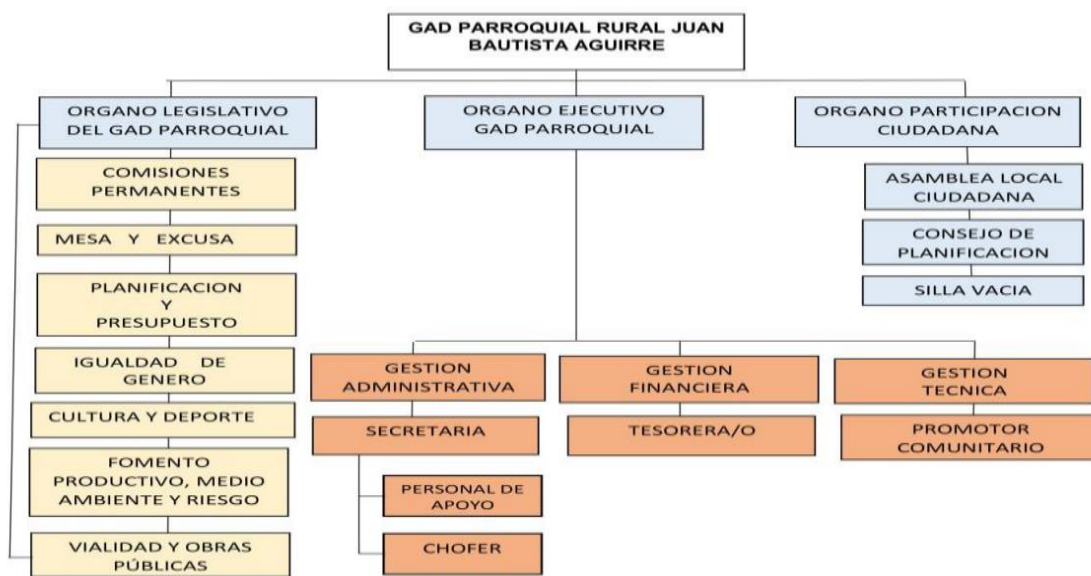 GAD PARROQUIAL RURAL JUAN
BAUTISTA AGUIRRE
ORGANO LEGISLATIVO
DEL GAD PARROQUIAL
ORGANO EJECUTIVO
GAD PARROQUIAL
ORGANO PARTICIPACION
CIUDADANA
COMISIONES
PERMANENTES
MESA Y EXCUSA
PLANIFICACION
Y
PRESUPUESTO
IGUALDAD DE
GENERO
CULTURA Y DEPORTE
FOMENTO
PRODUCTIVO, MEDIO
AMBIENTE Y RIESGO
VIALIDAD Y OBRAS
PÚBLICAS
GESTION
ADMINISTRATIVA
SECRETARIA
PERSONAL DE
APOYO
CHOFER
GESTION
FINANCIERA
TESORERA/O
GESTION
TECNICA
PROMOTOR
COMUNITARIO
ASAMBLEA LOCAL
CIUDADANA
CONSEJO DE
PLANIFICACION
SILLA VACIA